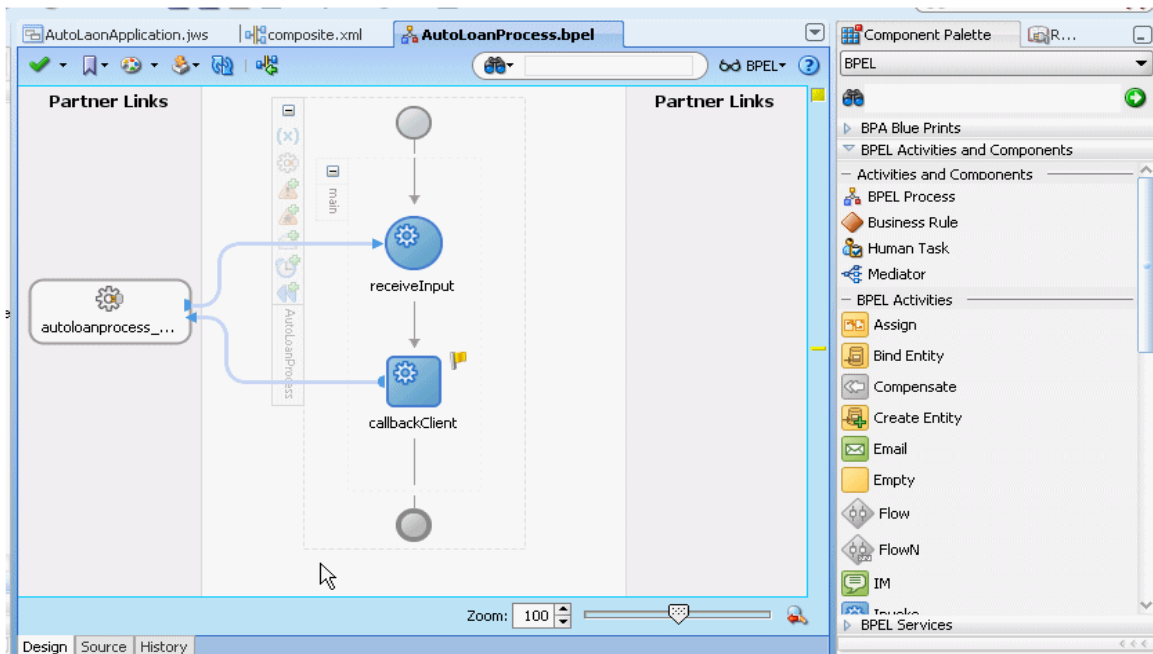 AutoLaonApplication.jws
composite.xml
AutoLoanProcess.bpel
BPEL
Partner Links
Partner Links
main
receiveInput
autoloanprocess_...
AutoLoanProcess
callbackClient
Zoom: 100
Design Source History
Component Palette
R...
BPEL
BPA Blue Prints
BPEL Activities and Components
Activities and Components
BPEL Process
Business Rule
Human Task
Mediator
BPEL Activities
Assign
Bind Entity
Compensate
Create Entity
Email
Empty
Flow
FlowN
IM
Invoke
BPEL Services